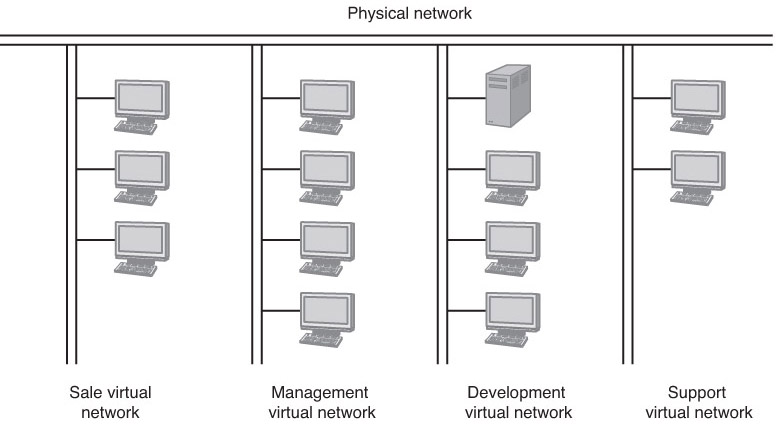 Physical network
Sale virtual
network
Management
virtual network
Development
virtual network
Support
virtual network